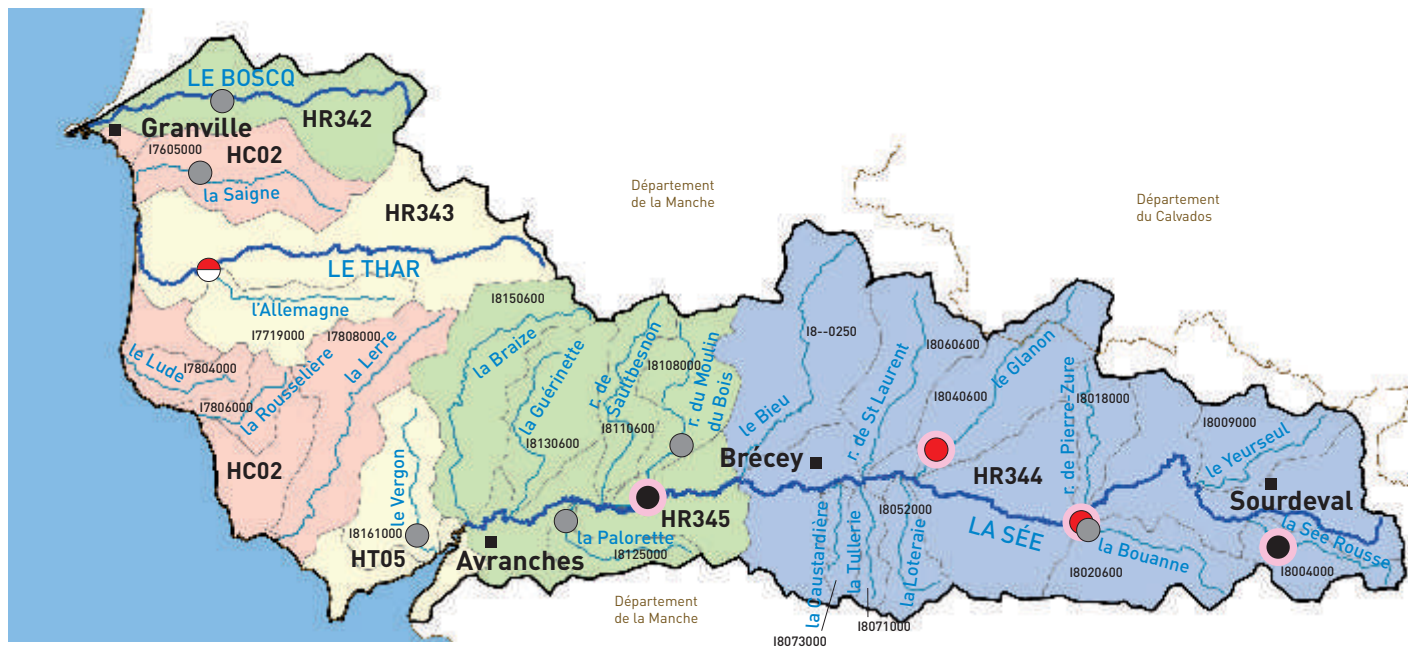 LE BOSCQ
HR342
Granville
I7605000
HC02
la Saigne
HR343
LE THAR
l'Allemagne
I7719000
I7808000
le Lude
I7804000
la Rousselière
I7806000
la Lerre
HC02
le Vergon
I8161000
HT05
Département
de la Manche
Département
du Calvados
I8150600
la Braize
la Guérinette
I8130600
r. de
Saultbesnon
I8110600
I8108000
r. du Moulin
du Bois
HR345
la Palorette
I8125000
Avranches
Département
de la Manche
I8--0250
le Bieu
Brécey
r. de St Laurent
I8060600
I8040600
le Glanon
HR344
I8052000
la Caustardière
la Tullerie
la Loteraie
I8073000
I8071000
LA SÉE
r. de Pierre-Zure
I8018000
la Bouanne
I8020600
I8009000
le Yeurseul
Sourdeval
la Sée Rousse
I8004000